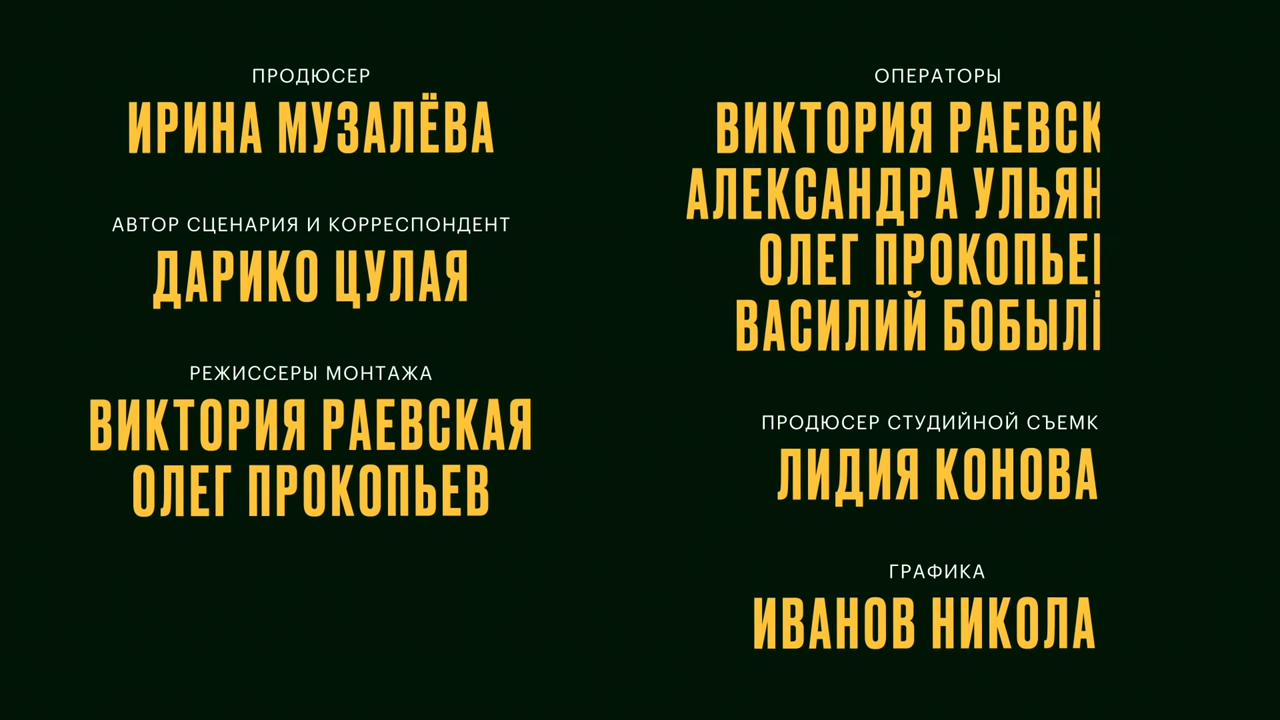 ПРОДЮСЕР
ИРИНА МУЗАЛЁВА
АВТОР СЦЕНАРИЯ И КОРРЕСПОНДЕНТ
ДАРИКО ЦУЛАЯ
РЕЖИССЕРЫ МОНТАЖА
ВИКТОРИЯ РАЕВСКАЯ
ОЛЕГ ПРОКОПЬЕВ
ОПЕРАТОРЫ
ВИКТОРИЯ РАЕВСК
АЛЕКСАНДРА УЛЬЯН
ОЛЕГ ПРОКОПЬЕ
ВАСИЛИЙ БОБЫЛ
ПРОДЮСЕР СТУДИЙНОЙ СЪЕМК
ЛИДИЯ КОНОВА
ГРАФИКА
ИВАНОВ НИКОЛА